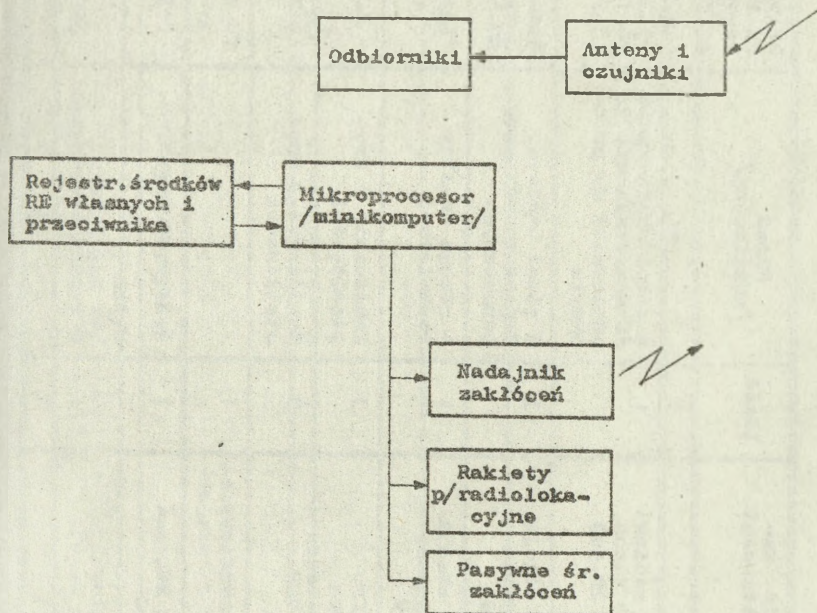 Odbiorniki
Anteny i
czujniki
Rejestr.środków
RE własnych i
przeciwnika
Mikroprocesor
/minikomputer/
Nadajnik
zakłóceń
Rakiety
p/radioloka-
cyjne
Pasywne śr.
zakłóceń